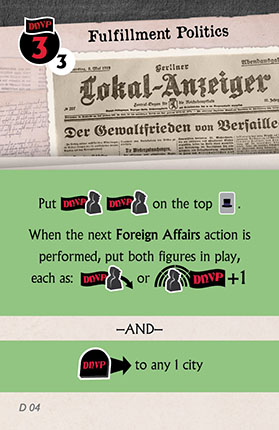 DNVP
3
3
Fulfillment Politics
Berliner
Lokal-Anzeiger
Der Gewaltfrieden von Versaille
Put DNVP DNVP on the top .
When the next Foreign Affairs action is
performed, put both figures in play,
each as: DNVP or DNVP +1
–AND–
DNVP to any 1 city
D 04